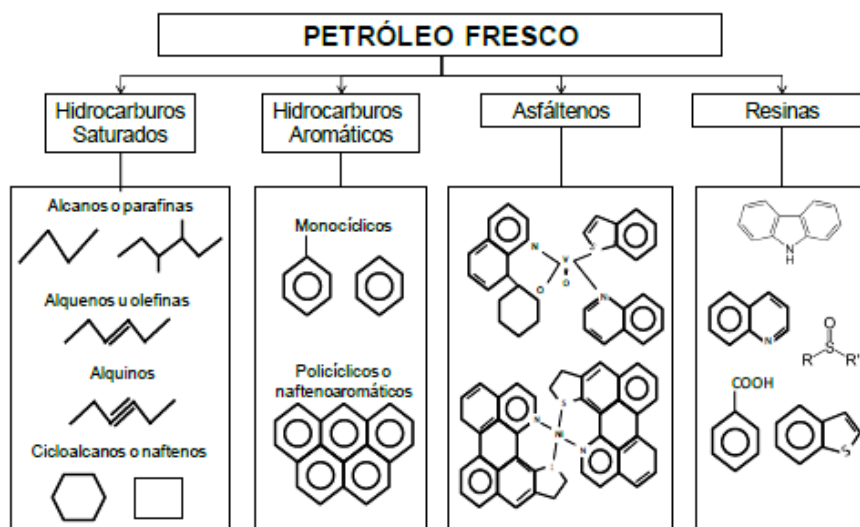 PETRÓLEO FRESCO
Hidrocarburos
Saturados
Hidrocarburos
Aromáticos
Asfáltenos
Resinas
Alcanos o parafinas
Alquenos u olefinas
Alquinos
Cicloalcanos o naftenos
Monocíclicos
Policíclicos o
naftenoaromáticos
N
S
V
O
O
N
S
N
Ni
N
S
N
H
N
O
S
R
R'
COOH
S